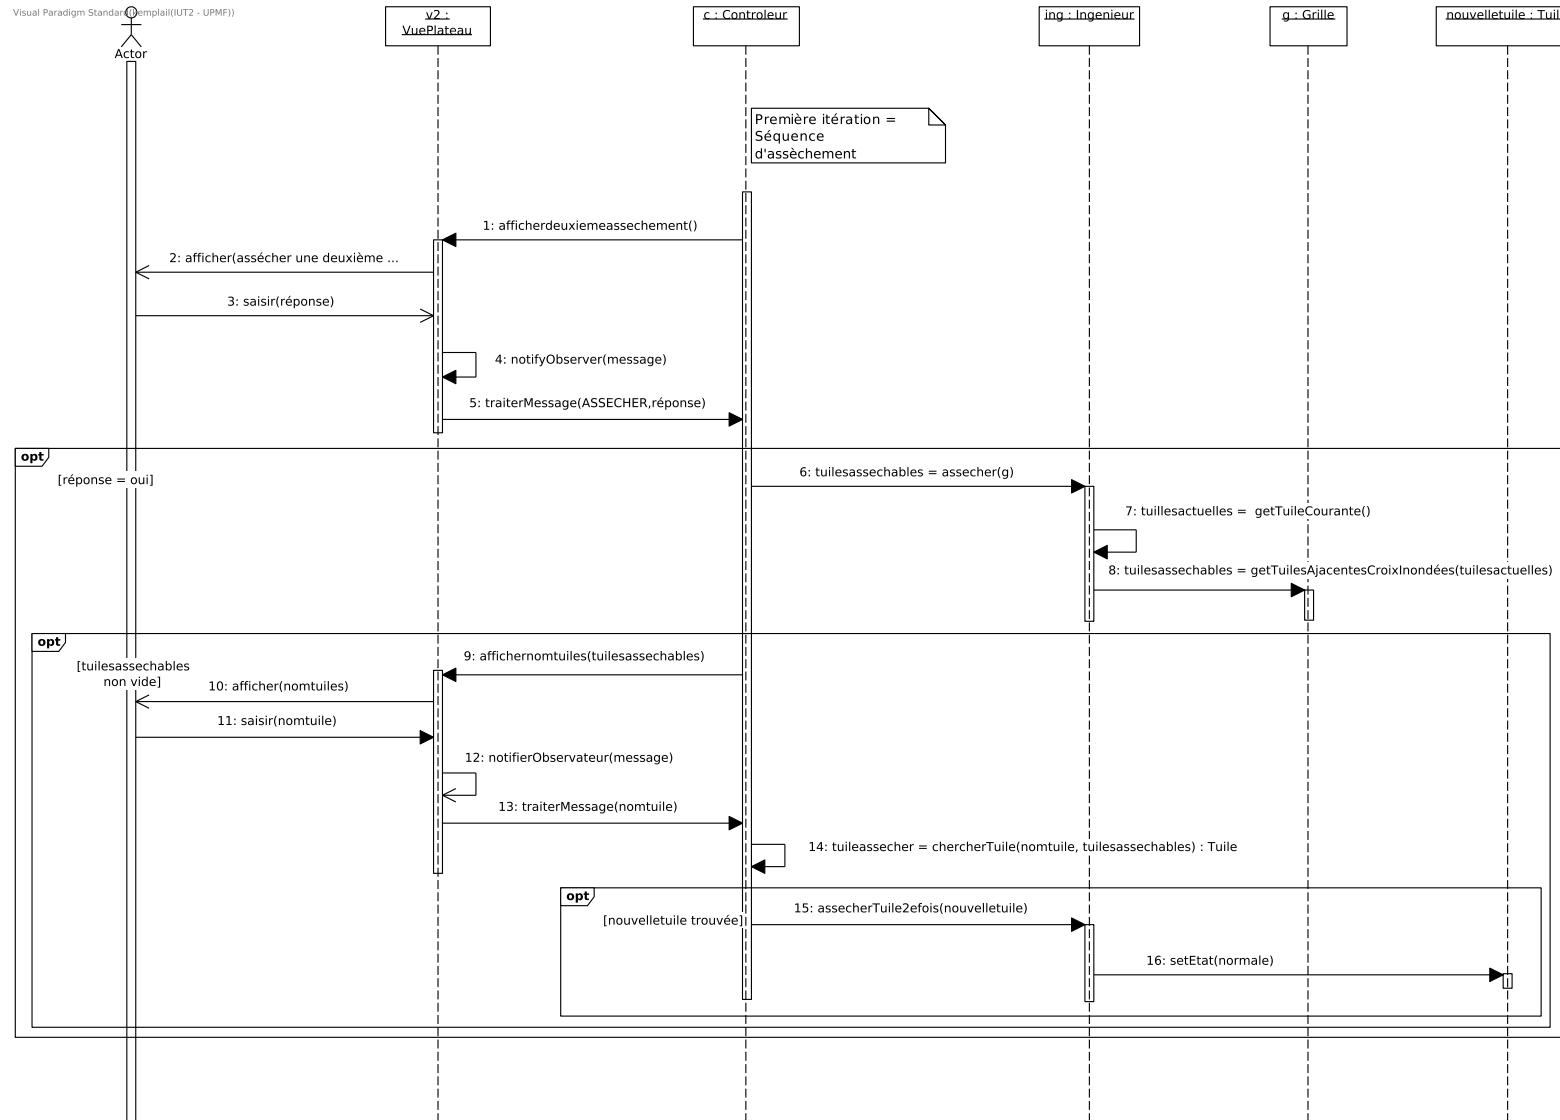 Visual Paradigm Standard(kemplail(IUT2 - UPMF))
Actor
v2 :
VuePlateau
c : Controleur
ing : Ingenieur
g : Grille
nouvelletuile : Tuil
Première itération =
Séquence
d'assèchement
1: afficherdeuxiemeassechement()
2: afficher(assécher une deuxième ...
3: saisir(réponse)
4: notifyObserver(message)
5: traiterMessage(ASSECHER,réponse)
opt
[réponse = oui]
6: tuilesassechables = assecher(g)
7: tuillesactuelles =  getTuileCourante()
8: tuilesassechables = getTuilesAjacentesCroixInondées(tuilesactuelles)
opt
[tuilesassechables
non vide]
9: affichernomtuiles(tuilesassechables)
10: afficher(nomtuiles)
11: saisir(nomtuile)
12: notifierObservateur(message)
13: traiterMessage(nomtuile)
14: tuileassecher = chercherTuile(nomtuile, tuilesassechables) : Tuile
opt
[nouvelletuile trouvée]
15: assecherTuile2efois(nouvelletuile)
16: setEtat(normale)